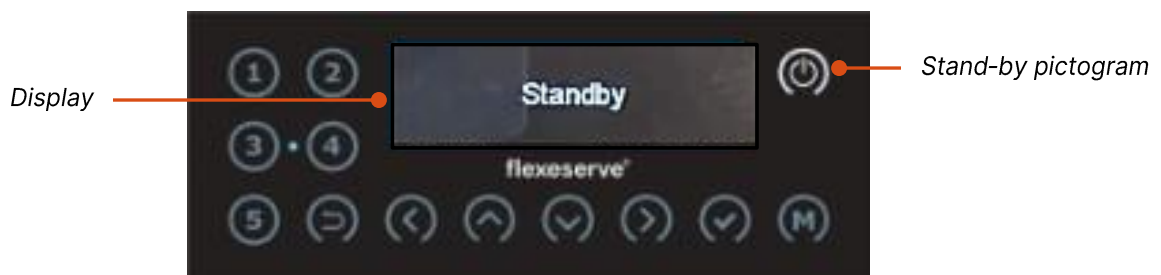 1 2
Standby
Stand-by pictogram
Display
3 4
flexeserve®
5 M